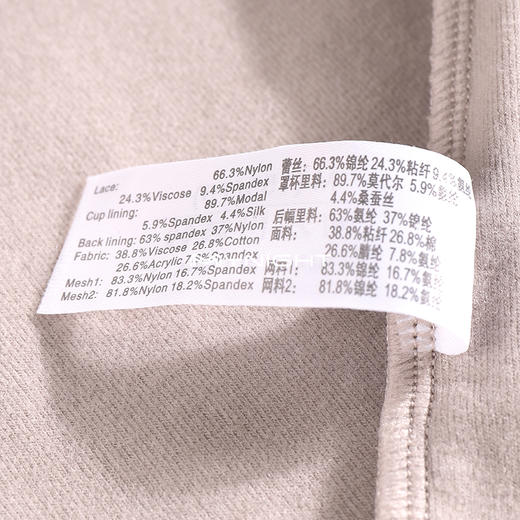 Lace: 66.3%Nylon
24.3%Viscose 9.4%Spandex
Cup lining: 89.7%Modal
5.9%Spandex 4.4%Silk
Back lining: 63% spandex 37%Nylon
Fabric: 38.8%Viscose 26.8%Cotton
26.6%Acrylic 7.8%Spandex
Mesh1: 83.3%Nylon 16.7%Spandex
Mesh2: 81.8%Nylon 18.2%Spandex
蕾丝: 66.3%锦纶 24.3%粘纤 9.4%氨纶
罩杯里料: 89.7%莫代尔 5.9%氨纶
4.4%桑蚕丝
后幅里料: 63%氨纶 37%锦纶
面料: 38.8%粘纤 26.8%棉
26.6%腈纶 7.8%氨纶
网料1: 83.3%锦纶 16.7%氨纶
网料2: 81.8%锦纶 18.2%氨纶